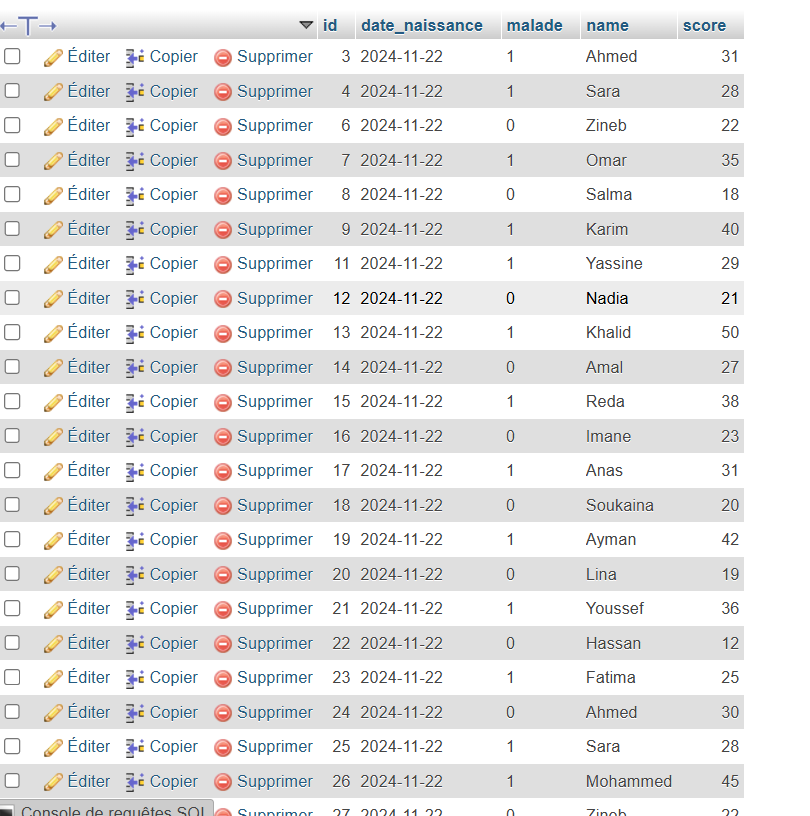 id date_naissance malade name score
Éditer Copier Supprimer 3 2024-11-22 1 Ahmed 31
Éditer Copier Supprimer 4 2024-11-22 1 Sara 28
Éditer Copier Supprimer 6 2024-11-22 0 Zineb 22
Éditer Copier Supprimer 7 2024-11-22 1 Omar 35
Éditer Copier Supprimer 8 2024-11-22 0 Salma 18
Éditer Copier Supprimer 9 2024-11-22 1 Karim 40
Éditer Copier Supprimer 11 2024-11-22 1 Yassine 29
Éditer Copier Supprimer 12 2024-11-22 0 Nadia 21
Éditer Copier Supprimer 13 2024-11-22 1 Khalid 50
Éditer Copier Supprimer 14 2024-11-22 0 Amal 27
Éditer Copier Supprimer 15 2024-11-22 1 Reda 38
Éditer Copier Supprimer 16 2024-11-22 0 Imane 23
Éditer Copier Supprimer 17 2024-11-22 1 Anas 31
Éditer Copier Supprimer 18 2024-11-22 0 Soukaina 20
Éditer Copier Supprimer 19 2024-11-22 1 Ayman 42
Éditer Copier Supprimer 20 2024-11-22 0 Lina 19
Éditer Copier Supprimer 21 2024-11-22 1 Youssef 36
Éditer Copier Supprimer 22 2024-11-22 0 Hassan 12
Éditer Copier Supprimer 23 2024-11-22 1 Fatima 25
Éditer Copier Supprimer 24 2024-11-22 0 Ahmed 30
Éditer Copier Supprimer 25 2024-11-22 1 Sara 28
Éditer Copier Supprimer 26 2024-11-22 1 Mohammed 45
Console de requêtes SQL Supprimer 27 2024-11-22 0 Zineb 22